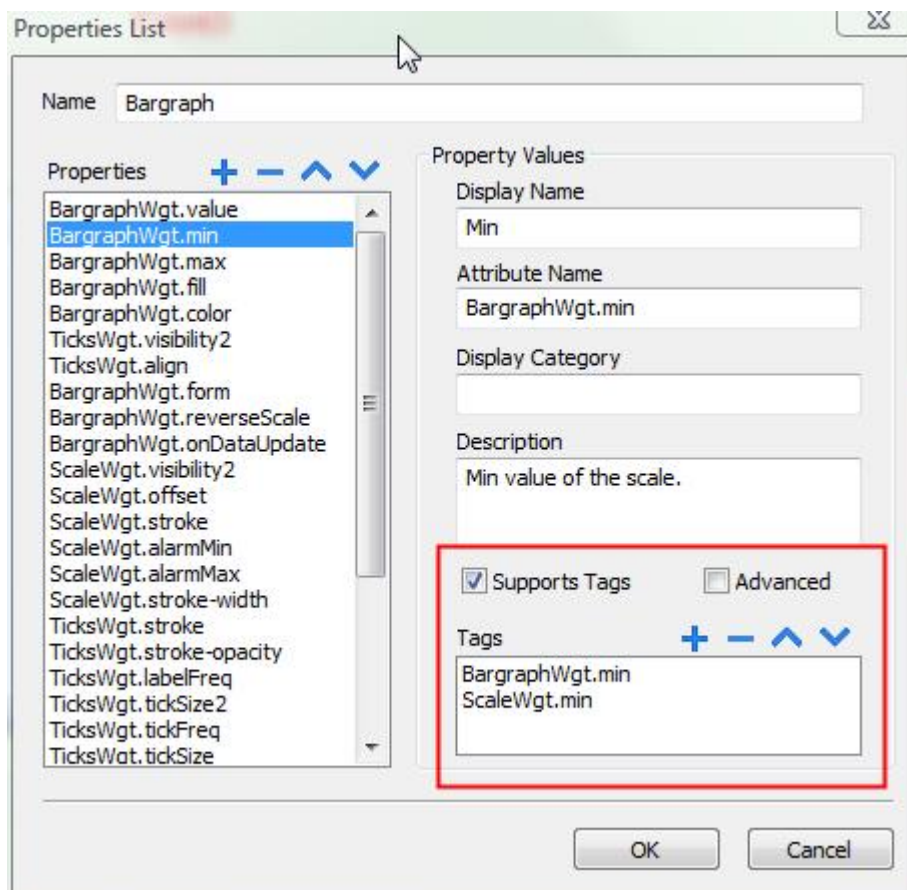 Properties List
Name Bargraph
Properties
BargraphWgt.value
BargraphWgt.min
BargraphWgt.max
BargraphWgt.fill
BargraphWgt.color
TicksWgt.visibility2
TicksWgt.align
BargraphWgt.form
BargraphWgt.reverseScale
BargraphWgt.onDataUpdate
ScaleWgt.visibility2
ScaleWgt.offset
ScaleWgt.stroke
ScaleWgt.alarmMin
ScaleWgt.alarmMax
ScaleWgt.stroke-width
TicksWgt.stroke
TicksWgt.stroke-opacity
TicksWgt.labelFreq
TicksWgt.tickSize2
TicksWgt.tickFreq
TicksWgt.tickSize
Property Values
Display Name
Min
Attribute Name
BargraphWgt.min
Display Category
Description
Min value of the scale.
Supports Tags Advanced
Tags
BargraphWgt.min
ScaleWgt.min
OK Cancel